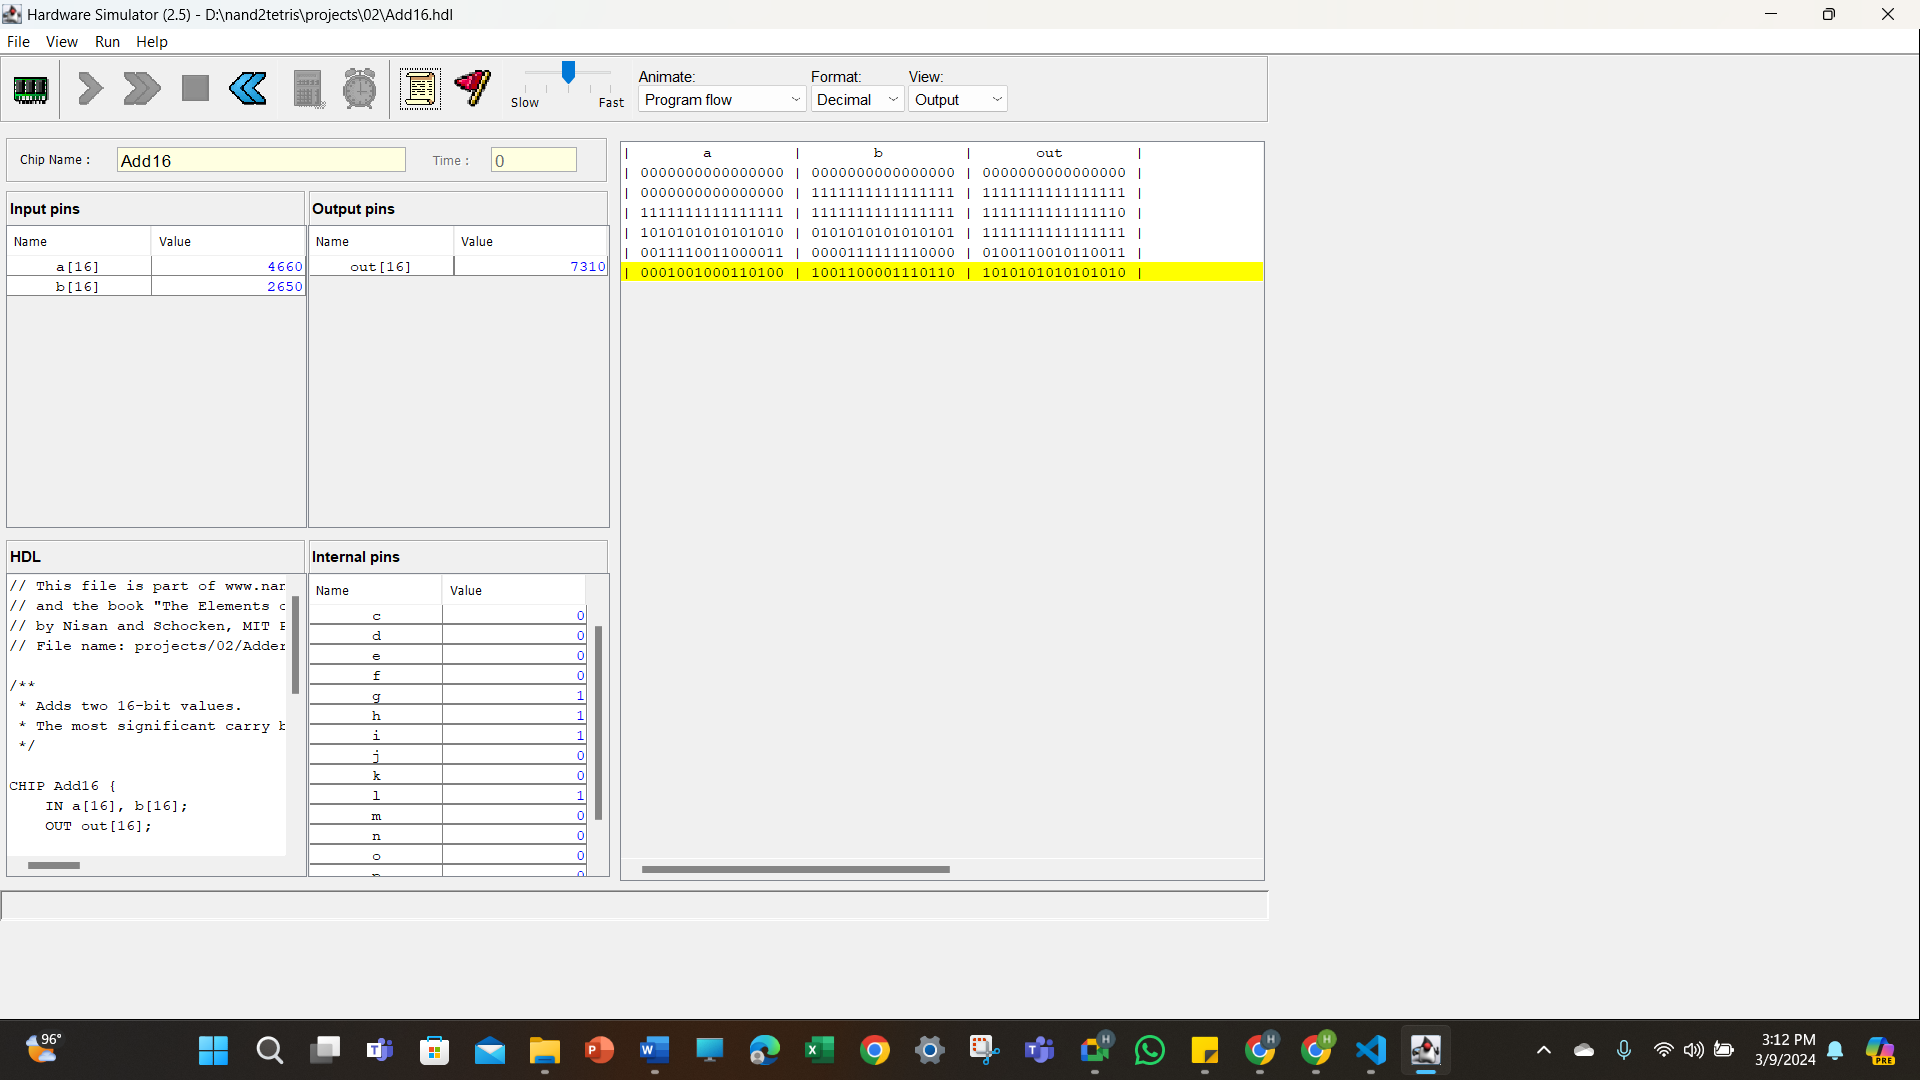 Hardware Simulator (2.5) - D:\nand2tetris\projects\02\Add16.hdl
File View Run Help
Slow Fast
Animate: Format: View:
Program flow Decimal Output
Chip Name : Add16 Time : 0
Input pins
Name Value
a[16] 4660
b[16] 2650
Output pins
Name Value
out[16] 7310
| a | b | out |
| 0000000000000000 | 0000000000000000 | 0000000000000000 |
| 0000000000000000 | 1111111111111111 | 1111111111111111 |
| 1111111111111111 | 1111111111111111 | 1111111111111110 |
| 1010101010101010 | 0101010101010101 | 1111111111111111 |
| 0011110011000011 | 0000111111110000 | 0100110010110011 |
| 0001001000110100 | 1001100001110110 | 1010101010101010 |
HDL
// This file is part of www.nan
// and the book "The Elements
// by Nisan and Schocken, MIT
// File name: projects/02/Adder
/**
* Adds two 16-bit values.
* The most significant carry b
*/
CHIP Add16 {
IN a[16], b[16];
OUT out[16];
Internal pins
Name Value
c 0
d 0
e 0
f 0
g 1
h 1
i 1
j 0
k 0
l 1
m 0
n 0
o 0
96°
3:12 PM
3/9/2024
PRE